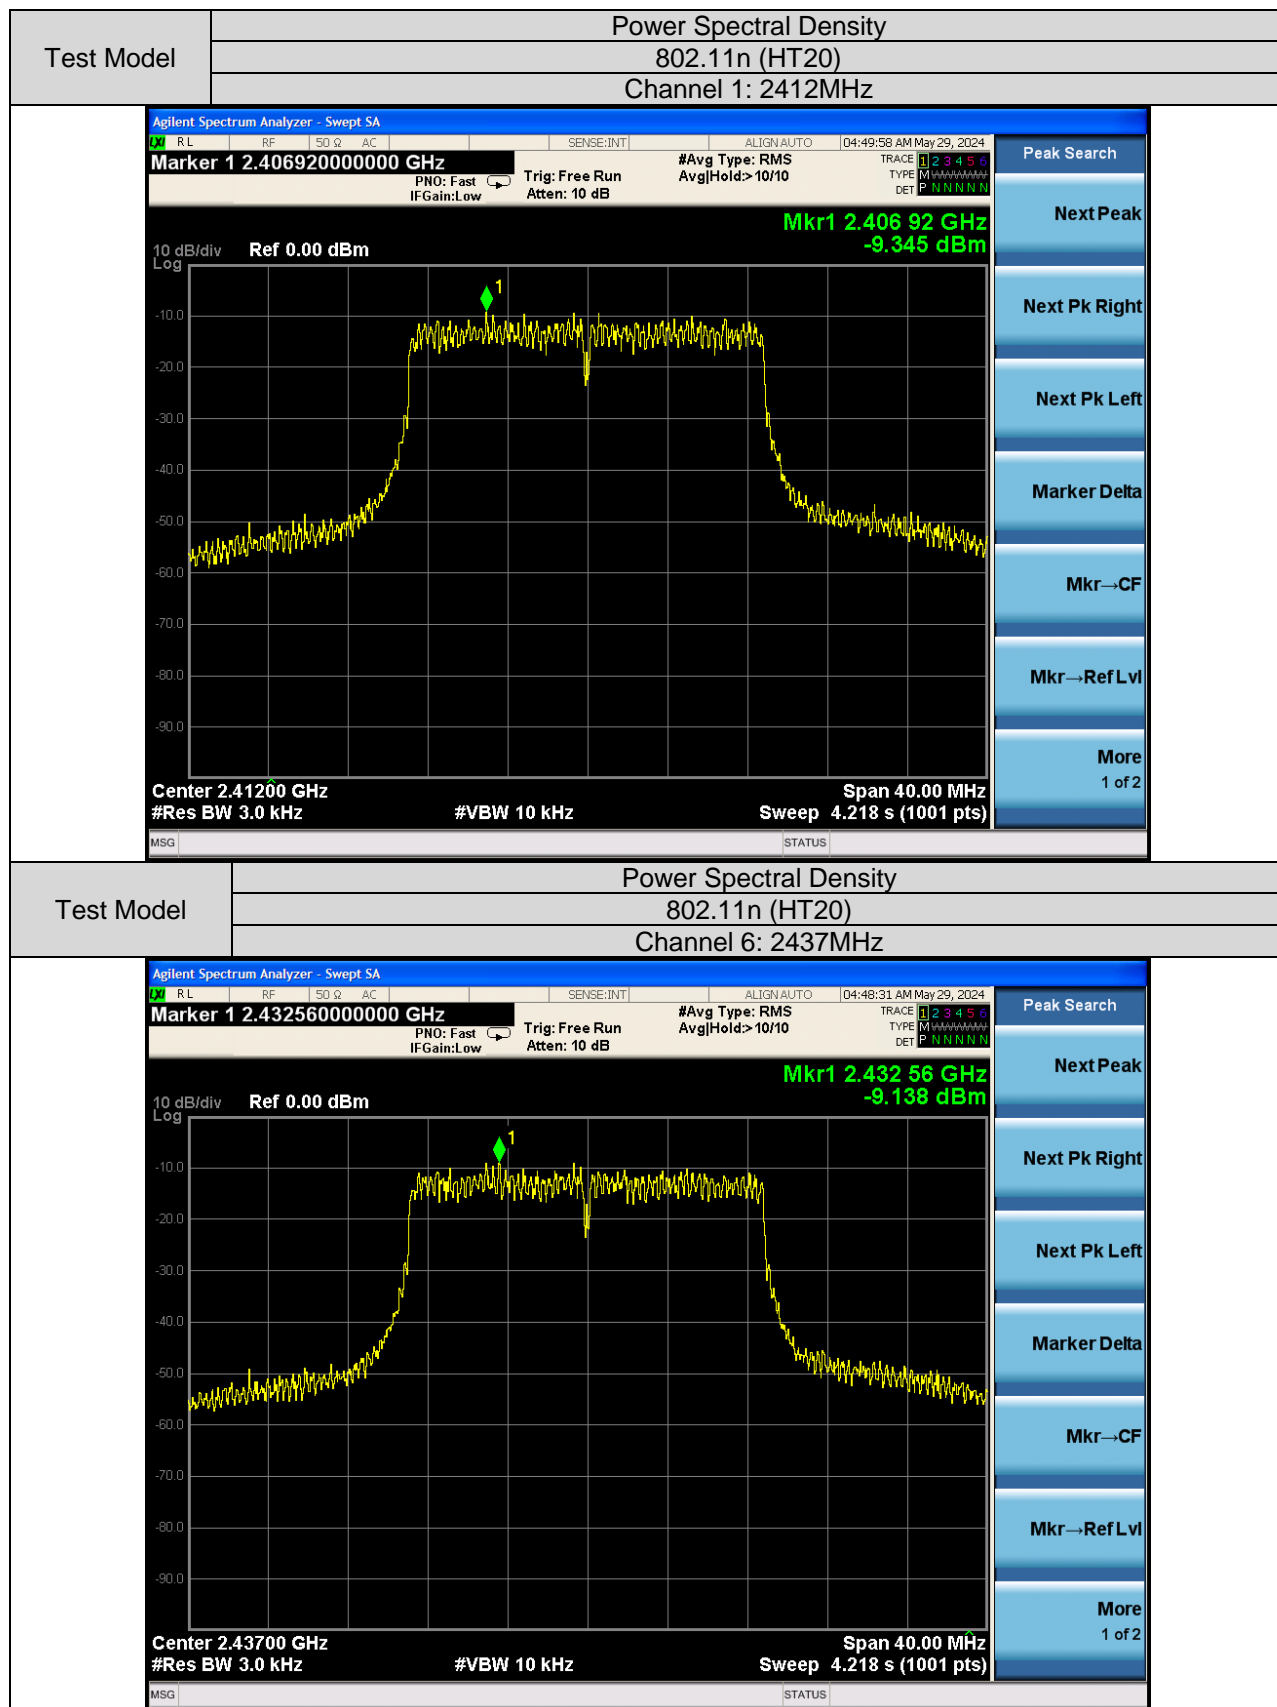 Test Model
Power Spectral Density
802.11n (HT20)
Channel 1: 2412MHz
Agilent Spectrum Analyzer - Swept SA
LXI RL RF 50 Ω AC SENSE:INT ALIGN AUTO 04:49:58 AM May 29, 2024
Marker 1 2.406920000000 GHz
PNO: Fast
IFGain:Low
Trig: Free Run
Atten: 10 dB
#Avg Type: RMS
Avg|Hold:>10/10
TRACE 1 2 3 4 5 6
TYPE M WWWWW
DET P N N N N N
Mkr1 2.406 92 GHz
-9.345 dBm
10 dB/div Ref 0.00 dBm
Log
1
-10.0
-20.0
-30.0
-40.0
-50.0
-60.0
-70.0
-80.0
-90.0
Center 2.41200 GHz Span 40.00 MHz
#Res BW 3.0 kHz #VBW 10 kHz Sweep 4.218 s (1001 pts)
MSG STATUS
Peak Search
Next Peak
Next Pk Right
Next Pk Left
Marker Delta
Mkr→CF
Mkr→Ref Lvl
More
1 of 2
Test Model
Power Spectral Density
802.11n (HT20)
Channel 6: 2437MHz
Agilent Spectrum Analyzer - Swept SA
LXI RL RF 50 Ω AC SENSE:INT ALIGN AUTO 04:48:31 AM May 29, 2024
Marker 1 2.432560000000 GHz
PNO: Fast
IFGain:Low
Trig: Free Run
Atten: 10 dB
#Avg Type: RMS
Avg|Hold:>10/10
TRACE 1 2 3 4 5 6
TYPE M WWWWW
DET P N N N N N
Mkr1 2.432 56 GHz
-9.138 dBm
10 dB/div Ref 0.00 dBm
Log
1
-10.0
-20.0
-30.0
-40.0
-50.0
-60.0
-70.0
-80.0
-90.0
Center 2.43700 GHz Span 40.00 MHz
#Res BW 3.0 kHz #VBW 10 kHz Sweep 4.218 s (1001 pts)
MSG STATUS
Peak Search
Next Peak
Next Pk Right
Next Pk Left
Marker Delta
Mkr→CF
Mkr→Ref Lvl
More
1 of 2